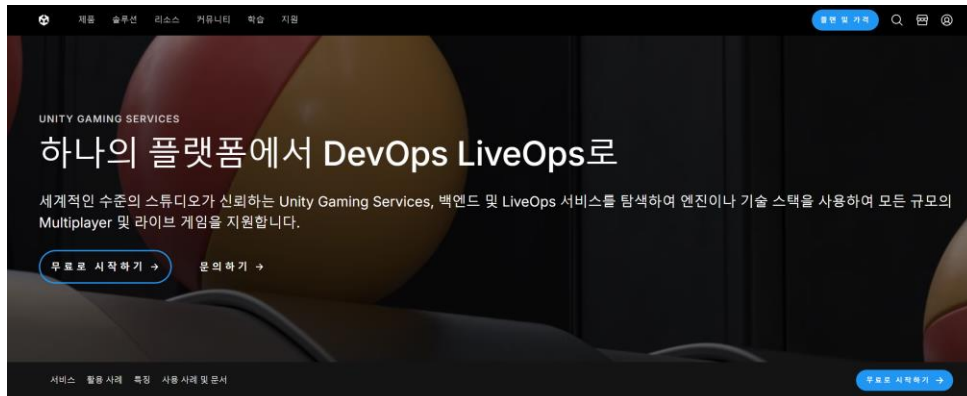 제품 솔루션 리소스 커뮤니티 학습 지원 플랜 및 가격
UNITY GAMING SERVICES
하나의 플랫폼에서 DevOps LiveOps로
세계적인 수준의 스튜디오가 신뢰하는 Unity Gaming Services, 백엔드 및 LiveOps 서비스를 탐색하여 엔진이나 기술 스택을 사용하여 모든 규모의
Multiplayer 및 라이브 게임을 지원합니다.
무료로 시작하기 → 문의하기 →
서비스 활용 사례 특징 사용 사례 및 문서 무료로 시작하기 →